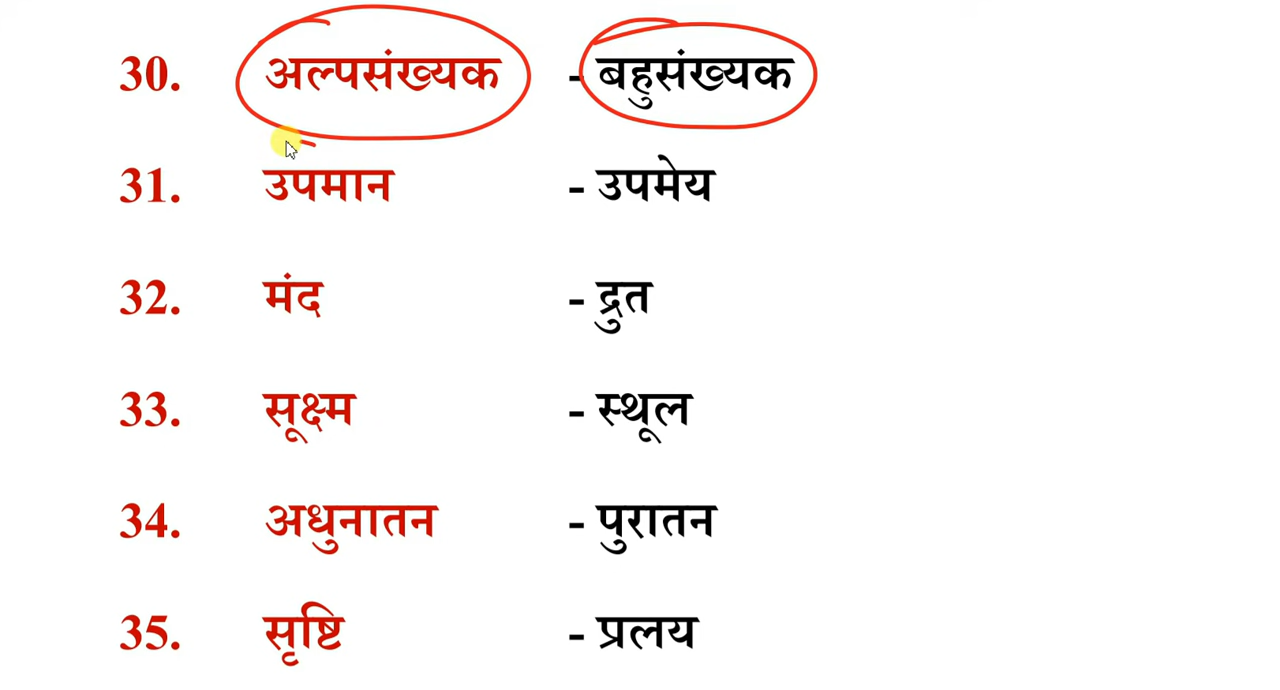 30. अल्पसंख्यक - बहुसंख्यक
31. उपमान - उपमेय
32. मंद - द्रुत
33. सूक्ष्म - स्थूल
34. अधुनातन - पुरातन
35. सृष्टि - प्रलय